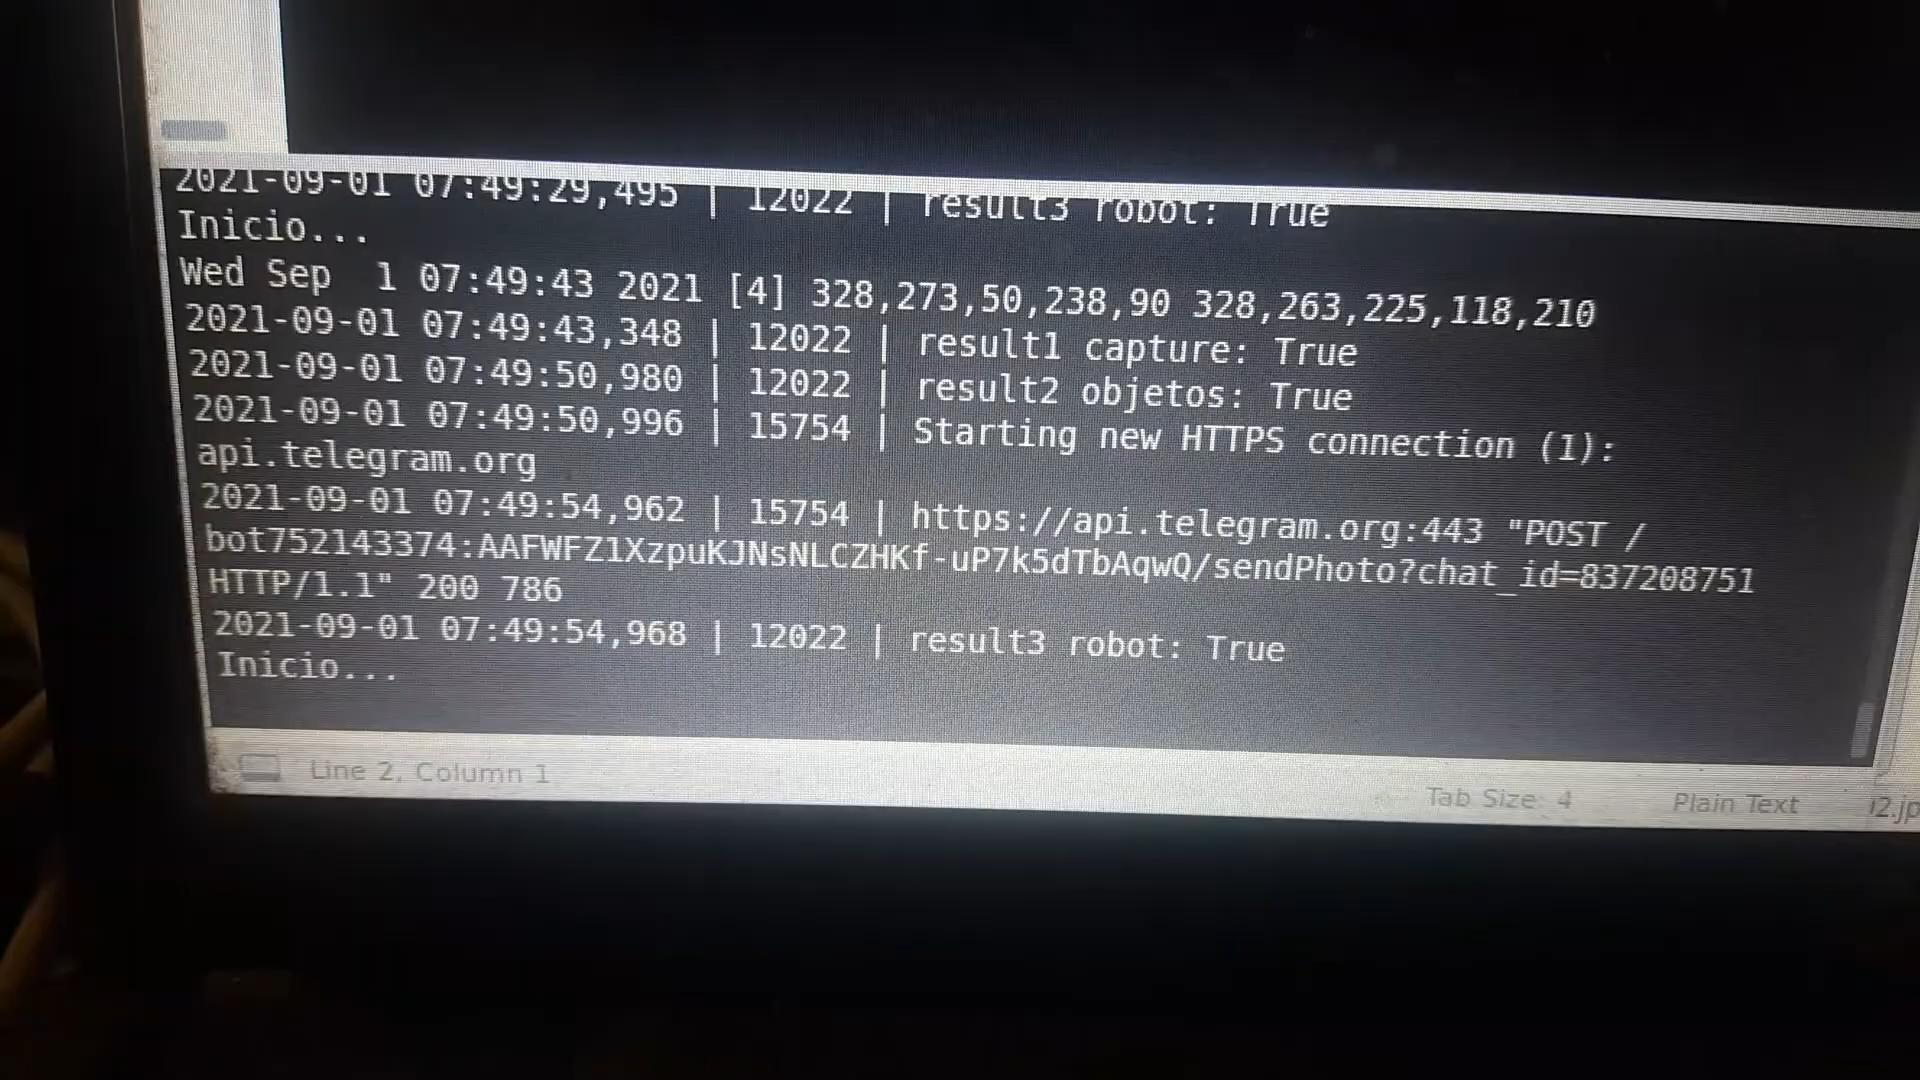 2021-09-01 07:49:29,495 | 12022 | result3 robot: True
Inicio...
Wed Sep  1 07:49:43 2021 [4] 328,273,50,238,90 328,263,225,118,210
2021-09-01 07:49:43,348 | 12022 | result1 capture: True
2021-09-01 07:49:50,980 | 12022 | result2 objetos: True
2021-09-01 07:49:50,996 | 15754 | Starting new HTTPS connection (1):
api.telegram.org
2021-09-01 07:49:54,962 | 15754 | https://api.telegram.org:443 "POST /
bot752143374:AAFWFZ1XzpuKJNsNLCZHKf-uP7k5dTbAqwQ/sendPhoto?chat_id=837208751
HTTP/1.1" 200 786
2021-09-01 07:49:54,968 | 12022 | result3 robot: True
Inicio...
Line 2, Column 1
Tab Size: 4
Plain Text